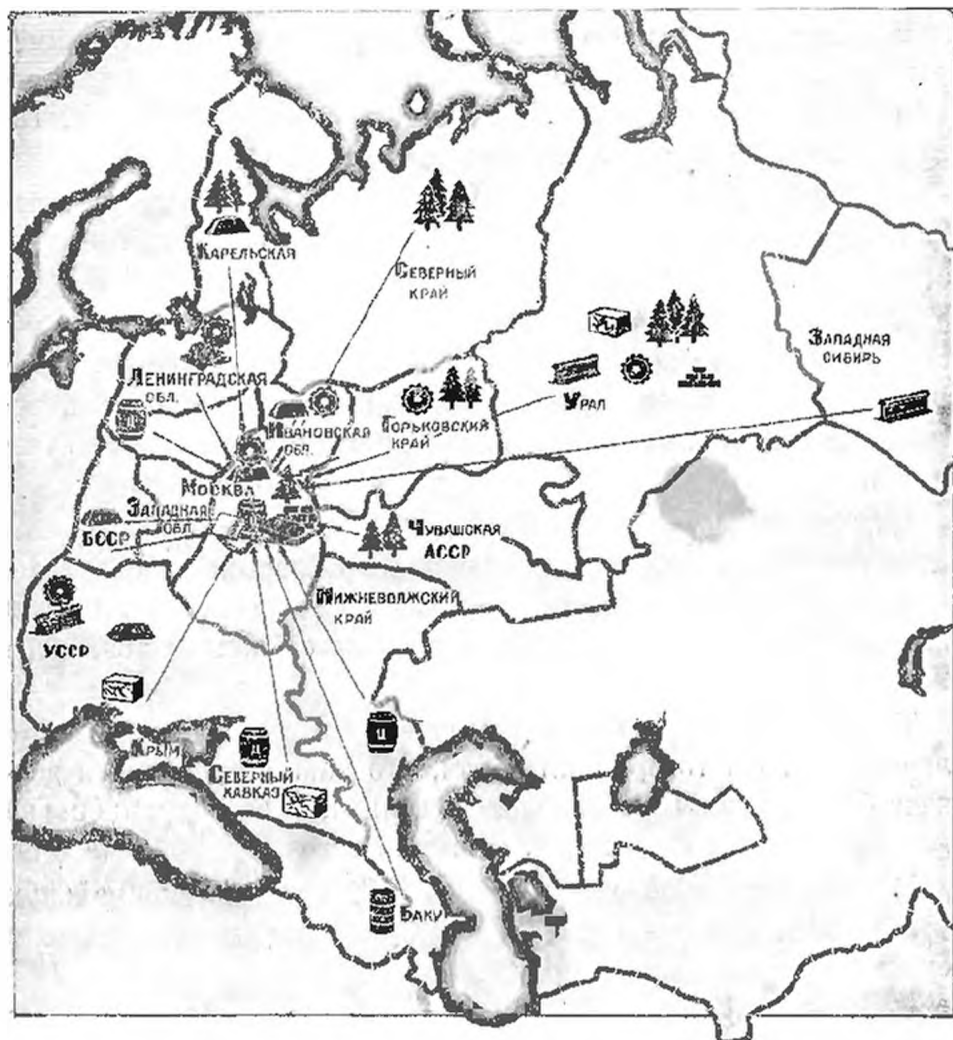 Карельская
Северный
край
Западная
Сибирь
Ленинградская
обл.
Д
Ивановская
обл.
Горьковский
край
Урал
Москва
Западная
обл.
БССР
Чувашская
АССР
Нижневолжский
край
УССР
Крым
Д
Ц
Северный
Кавказ
Баку